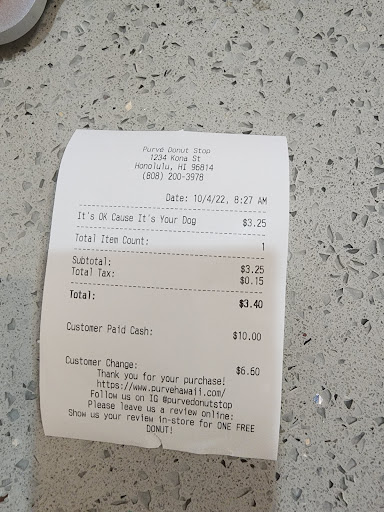 Purvé Donut Stop
1234 Kona St
Honolulu, HI 96814
(808) 200-3978
Date: 10/4/22, 8:27 AM
It's OK Cause It's Your Dog $3.25
Total Item Count: 1
Subtotal: $3.25
Total Tax: $0.15
Total: $3.40
Customer Paid Cash: $10.00
Customer Change: $6.60
Thank you for your purchase!
https://www.purvehawaii.com/
Follow us on IG @purvedonutstop
Please leave us a review online:
Show us your review in-store for ONE FREE
DONUT!